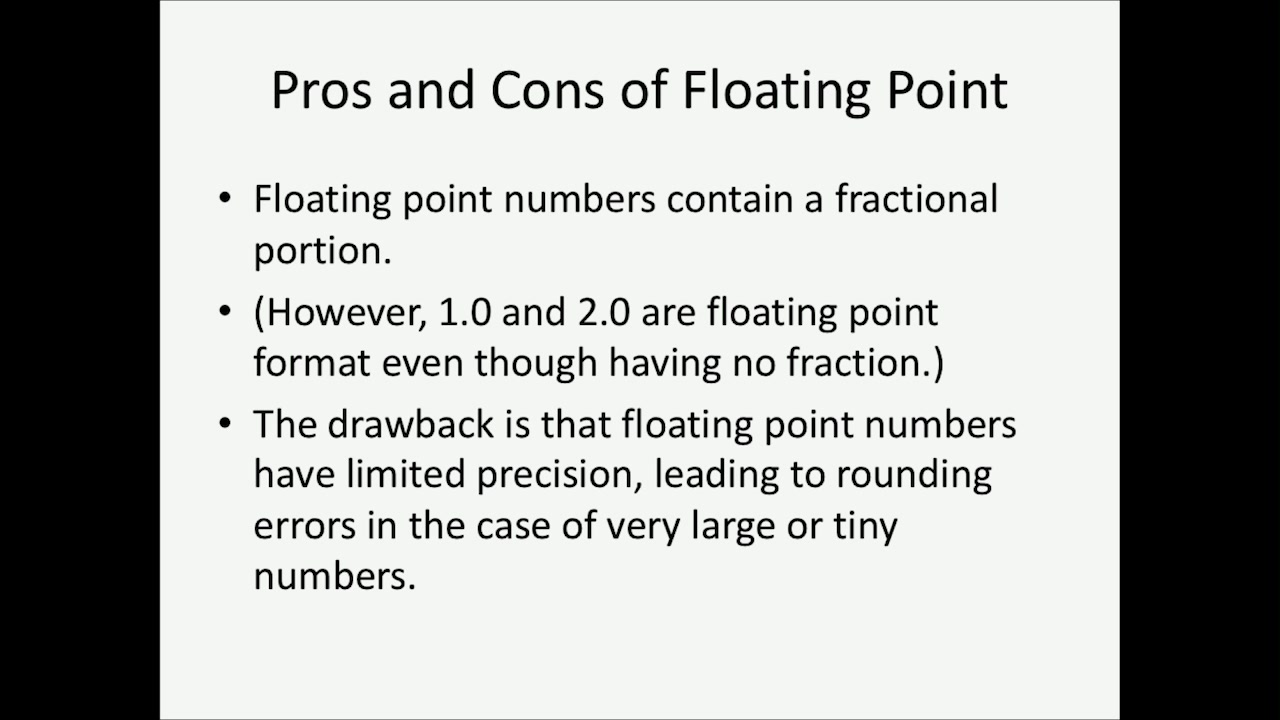 Pros and Cons of Floating Point
• Floating point numbers contain a fractional
portion.
• (However, 1.0 and 2.0 are floating point
format even though having no fraction.)
• The drawback is that floating point numbers
have limited precision, leading to rounding
errors in the case of very large or tiny
numbers.